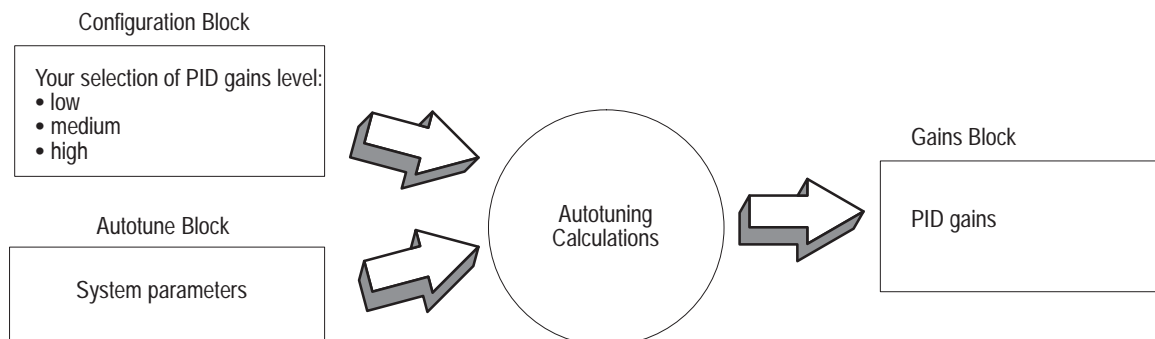 Configuration Block
Your selection of PID gains level:
• low
• medium
• high
Autotune Block
System parameters
Autotuning
Calculations
Gains Block
PID gains